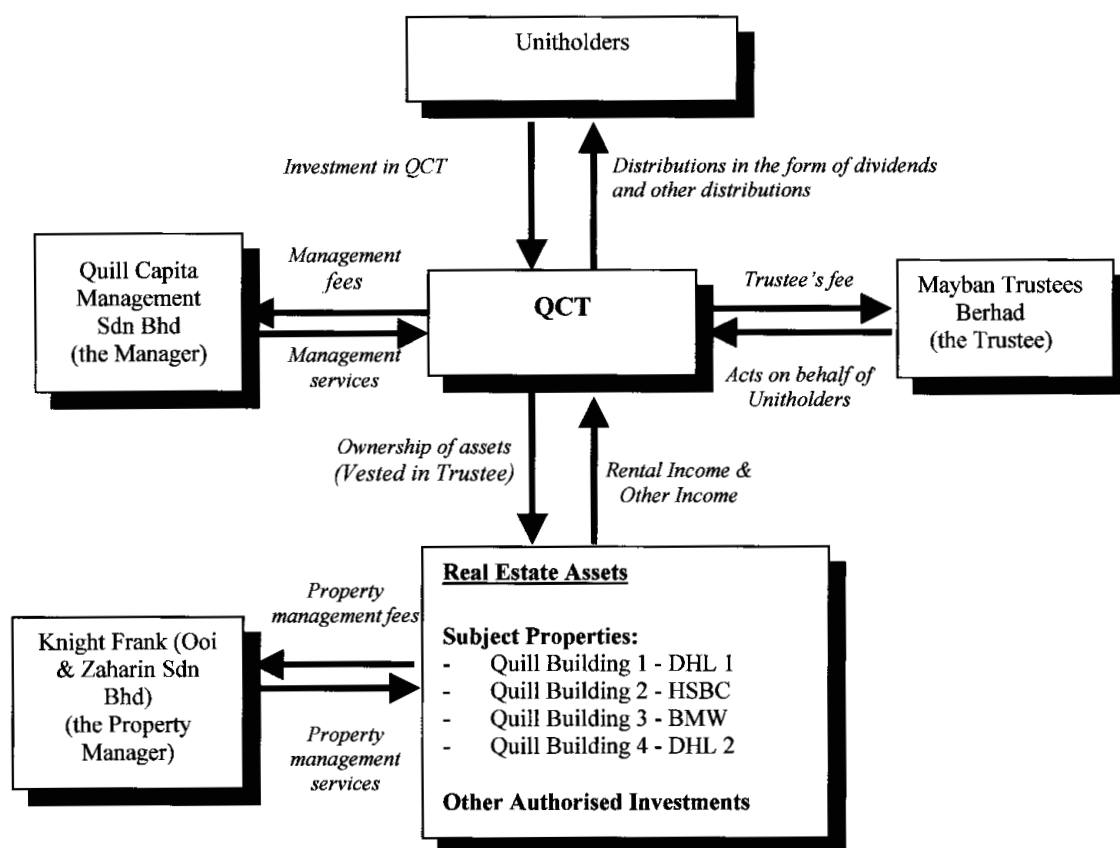 Unitholders
Investment in QCT
Distributions in the form of dividends
and other distributions
Quill Capita
Management
Sdn Bhd
(the Manager)
Management
fees
Management
services
QCT
Trustee's fee
Acts on behalf of
Unitholders
Mayban Trustees
Berhad
(the Trustee)
Ownership of assets
(Vested in Trustee)
Rental Income &
Other Income
Knight Frank (Ooi
& Zaharin Sdn
Bhd)
(the Property
Manager)
Property
management fees
Property
management
services
Real Estate Assets
Subject Properties:
- Quill Building 1 - DHL 1
- Quill Building 2 - HSBC
- Quill Building 3 - BMW
- Quill Building 4 - DHL 2
Other Authorised Investments